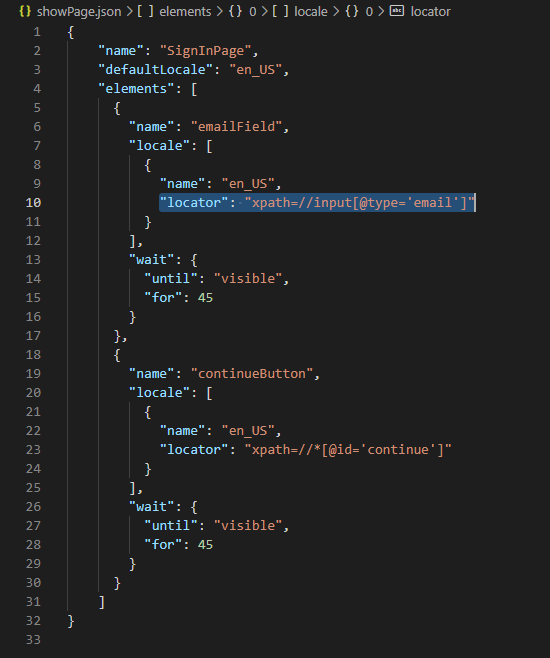 showPage.json > [ ] elements > {} 0 > [ ] locale > {} 0 > abc locator
1 {
2     "name": "SignInPage",
3     "defaultLocale": "en_US",
4     "elements": [
5       {
6         "name": "emailField",
7         "locale": [
8           {
9             "name": "en_US",
10             "locator": "xpath=//input[@type='email']"
11           }
12         ],
13         "wait": {
14           "until": "visible",
15           "for": 45
16         }
17       },
18       {
19         "name": "continueButton",
20         "locale": [
21           {
22             "name": "en_US",
23             "locator": "xpath=//*[@id='continue']"
24           }
25         ],
26         "wait": {
27           "until": "visible",
28           "for": 45
29         }
30       }
31     ]
32 }
33